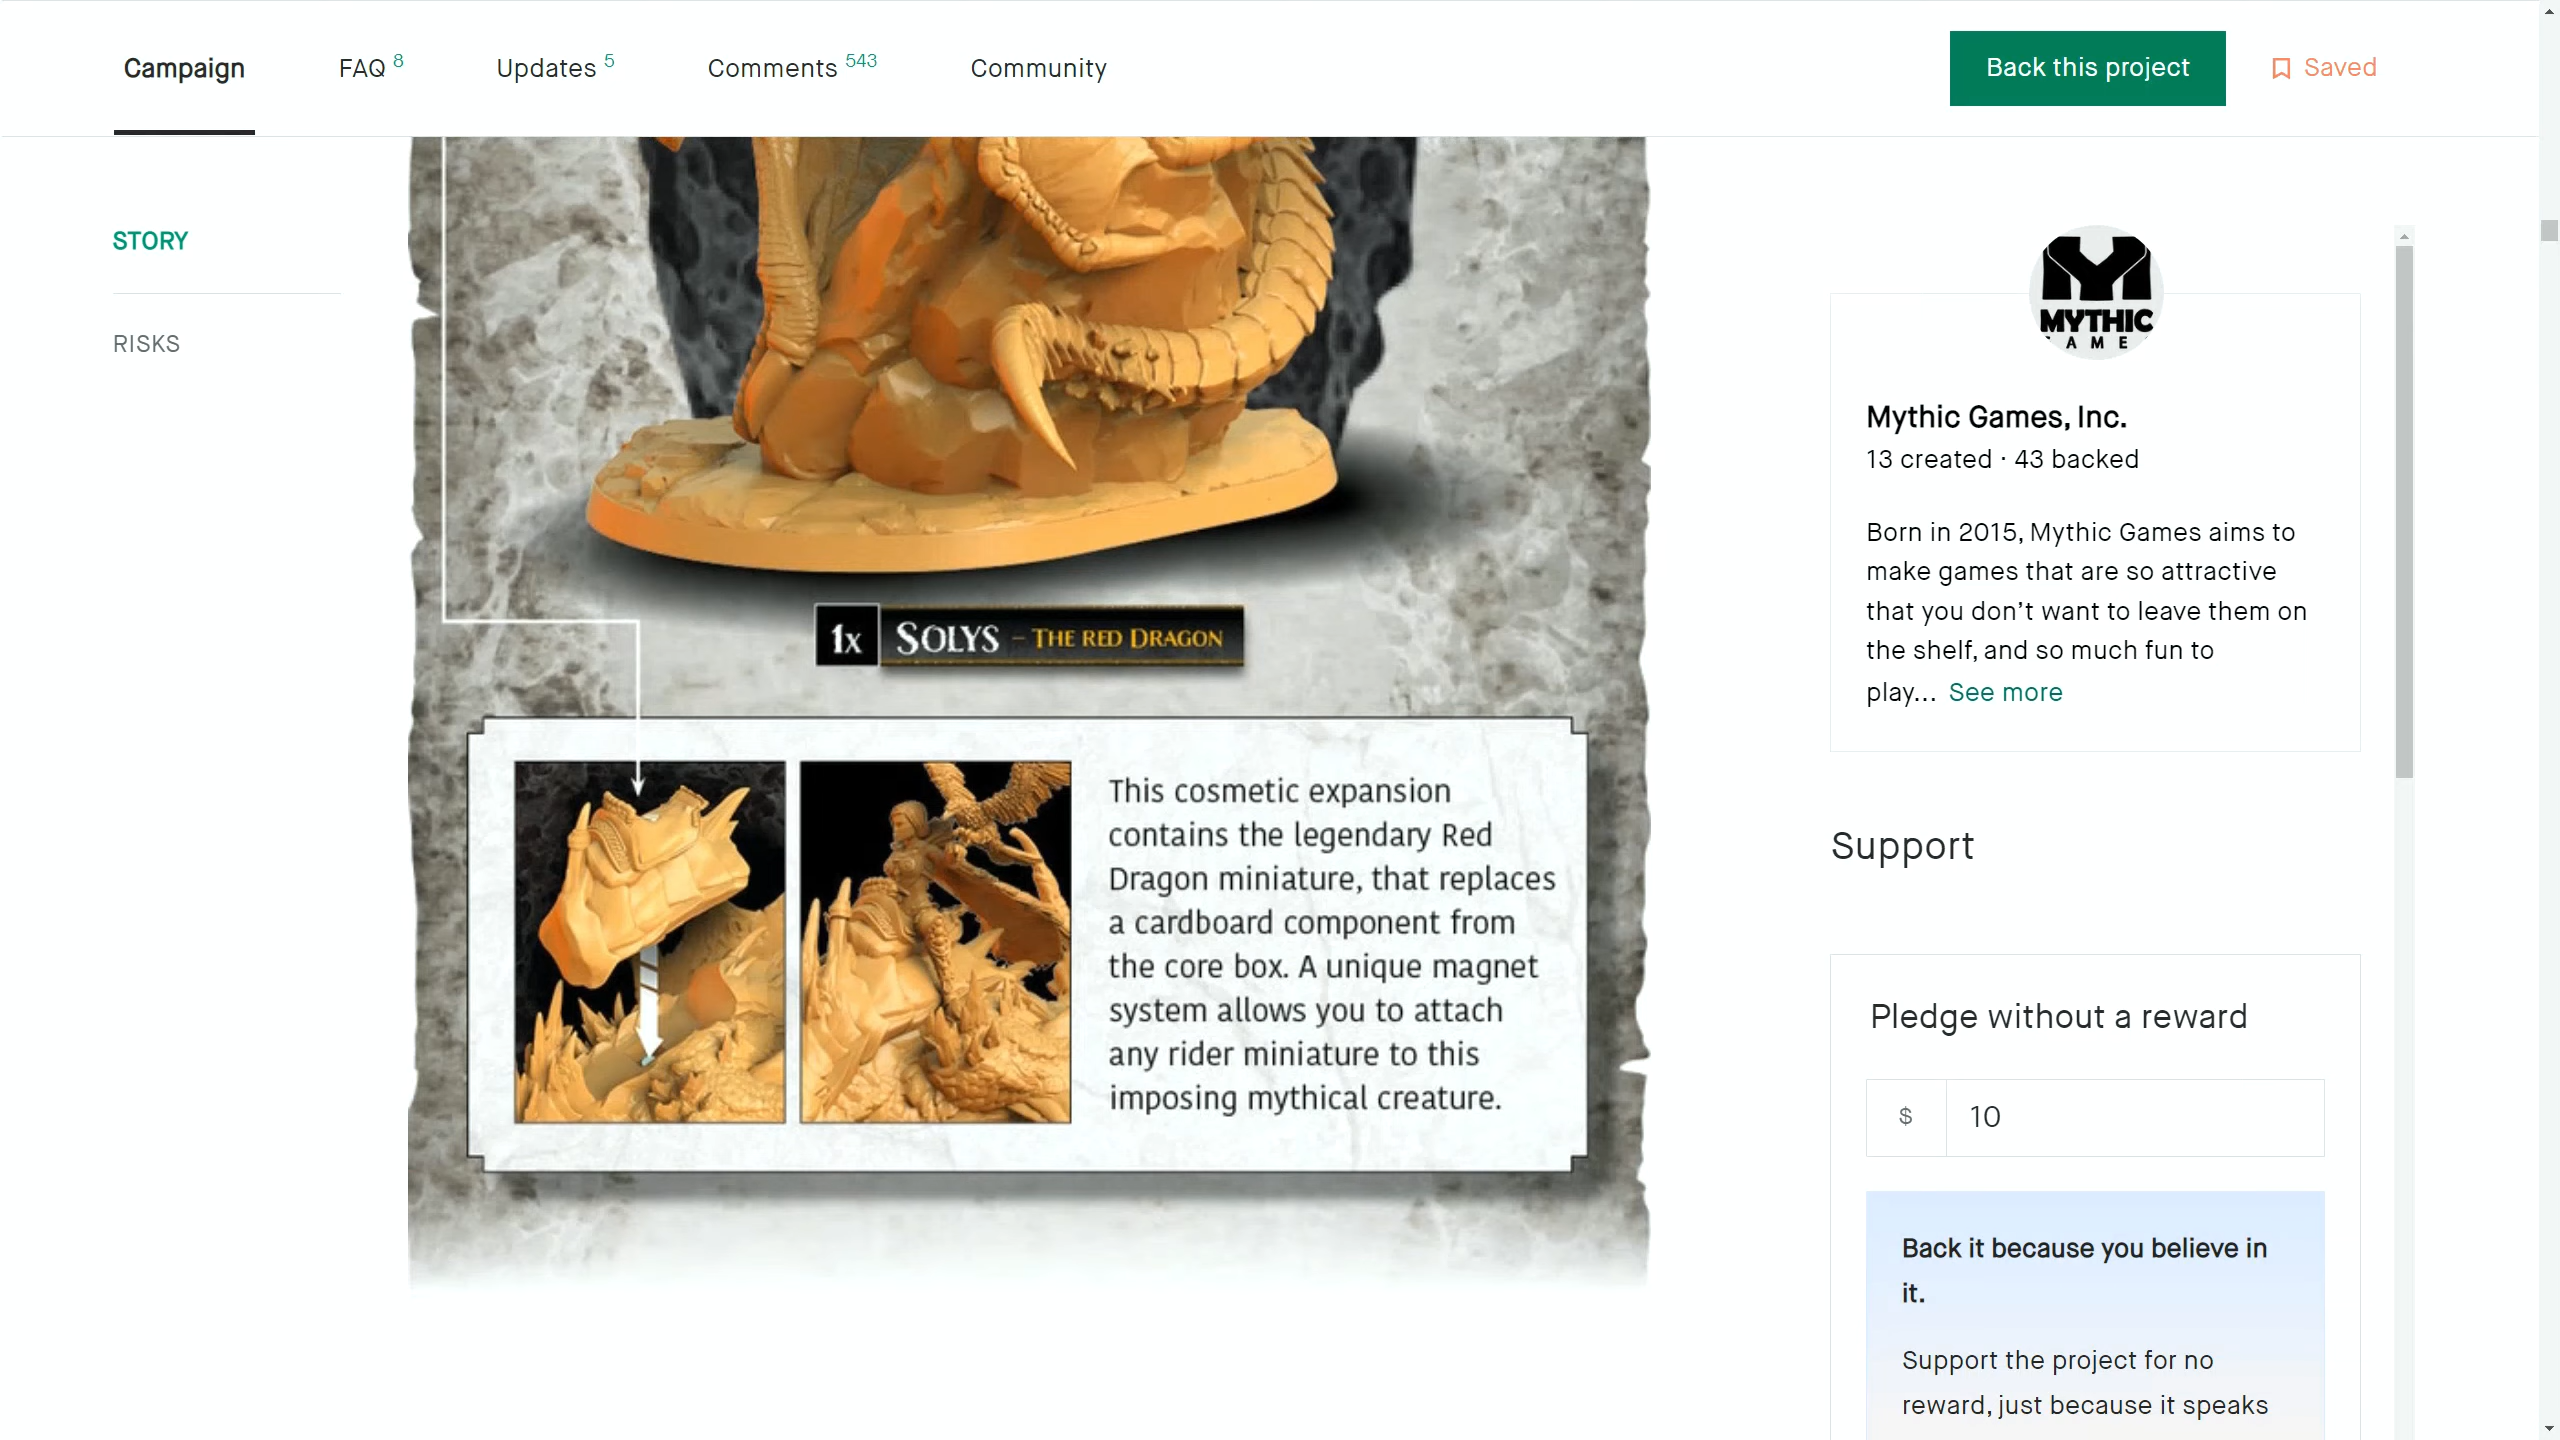 Campaign
FAQ 8
Updates 5
Comments 543
Community
Back this project
Saved
STORY
RISKS
1x SOLYS – THE RED DRAGON
This cosmetic expansion
contains the legendary Red
Dragon miniature, that replaces
a cardboard component from
the core box. A unique magnet
system allows you to attach
any rider miniature to this
imposing mythical creature.
MYTHIC
GAMES
Mythic Games, Inc.
13 created · 43 backed
Born in 2015, Mythic Games aims to
make games that are so attractive
that you don’t want to leave them on
the shelf, and so much fun to
play... See more
Support
Pledge without a reward
$ 10
Back it because you believe in
it.
Support the project for no
reward, just because it speaks